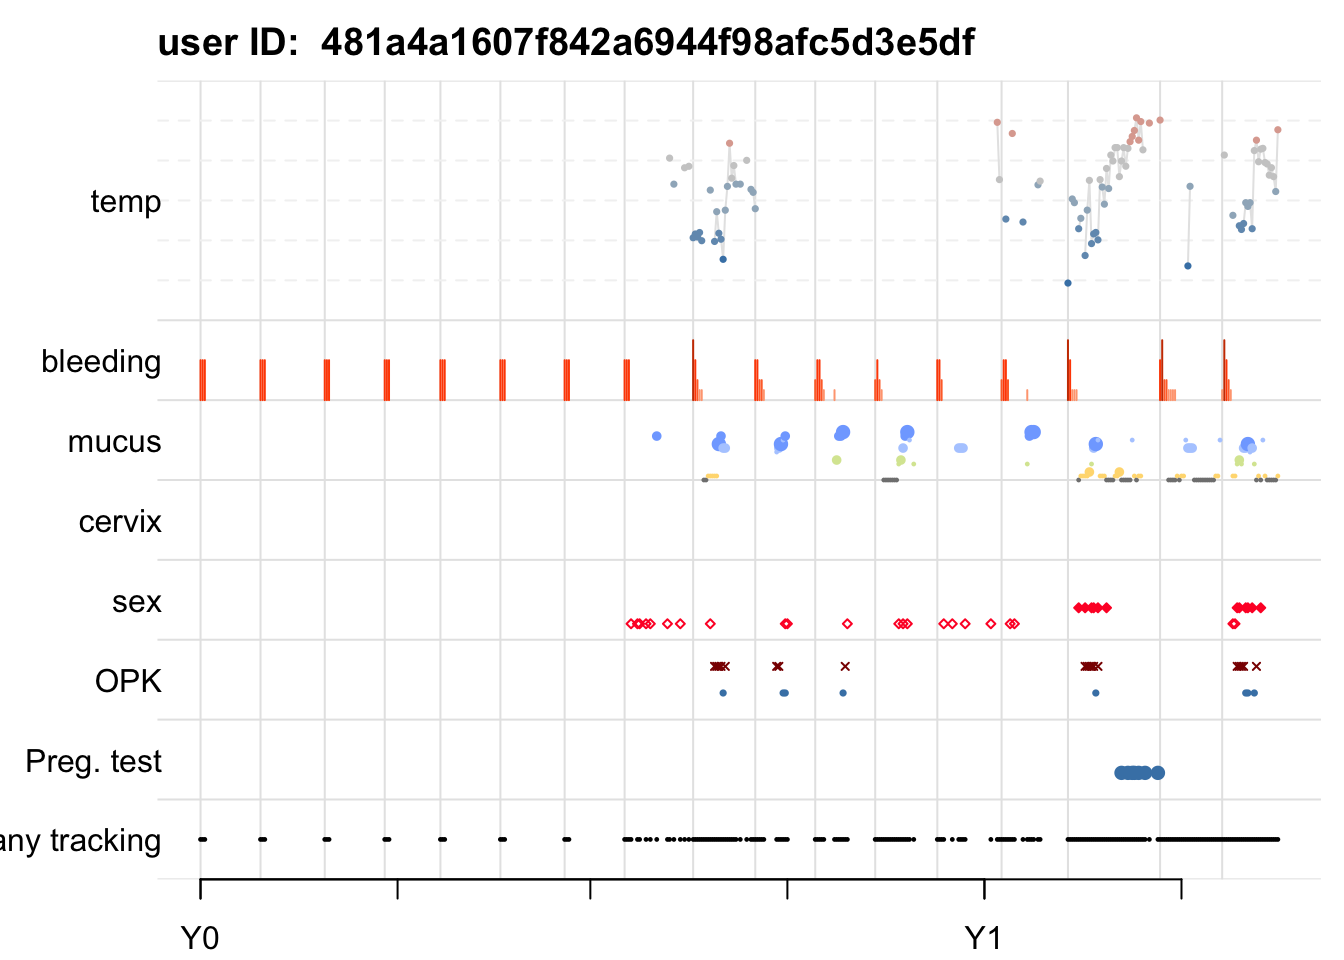 user ID:  481a4a1607f842a6944f98afc5d3e5df
temp
bleeding
mucus
cervix
sex
OPK
Preg. test
any tracking
Y0 Y1